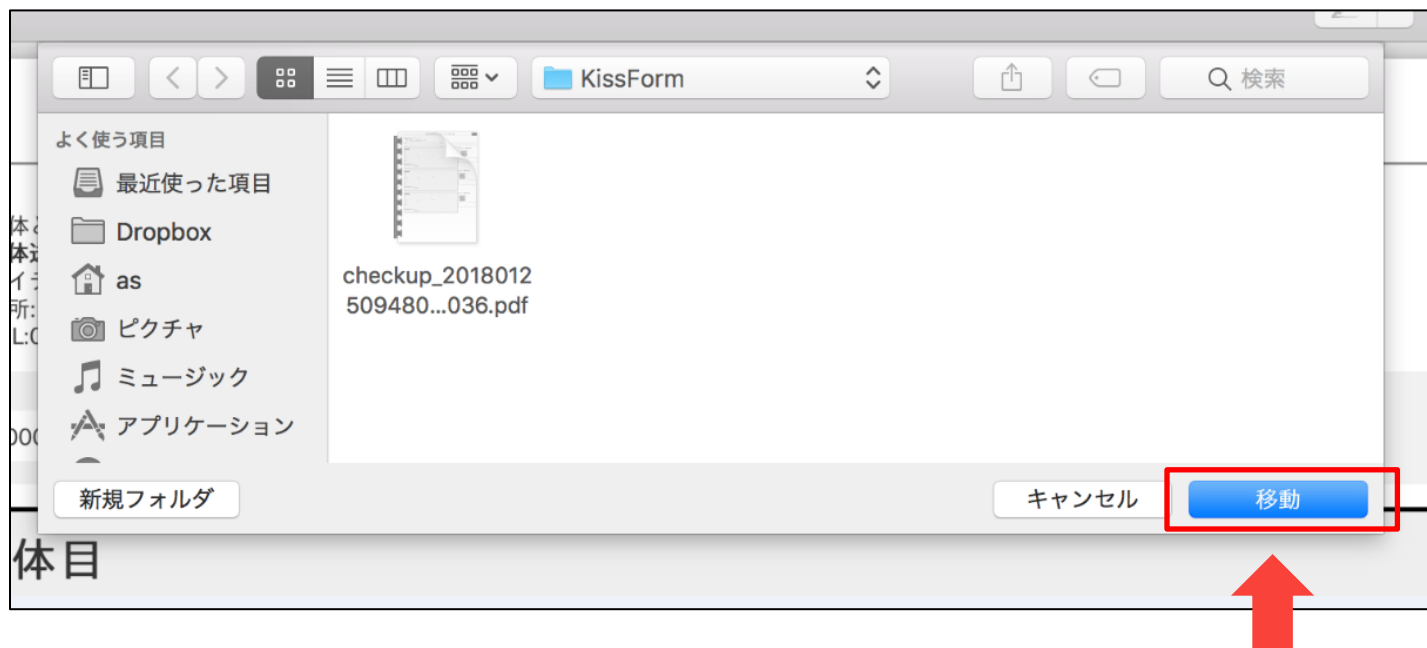 KissForm
検索
よく使う項目
最近使った項目
Dropbox
as
ピクチャ
ミュージック
アプリケーション
checkup_2018012
509480...036.pdf
新規フォルダ
キャンセル
移動
体目